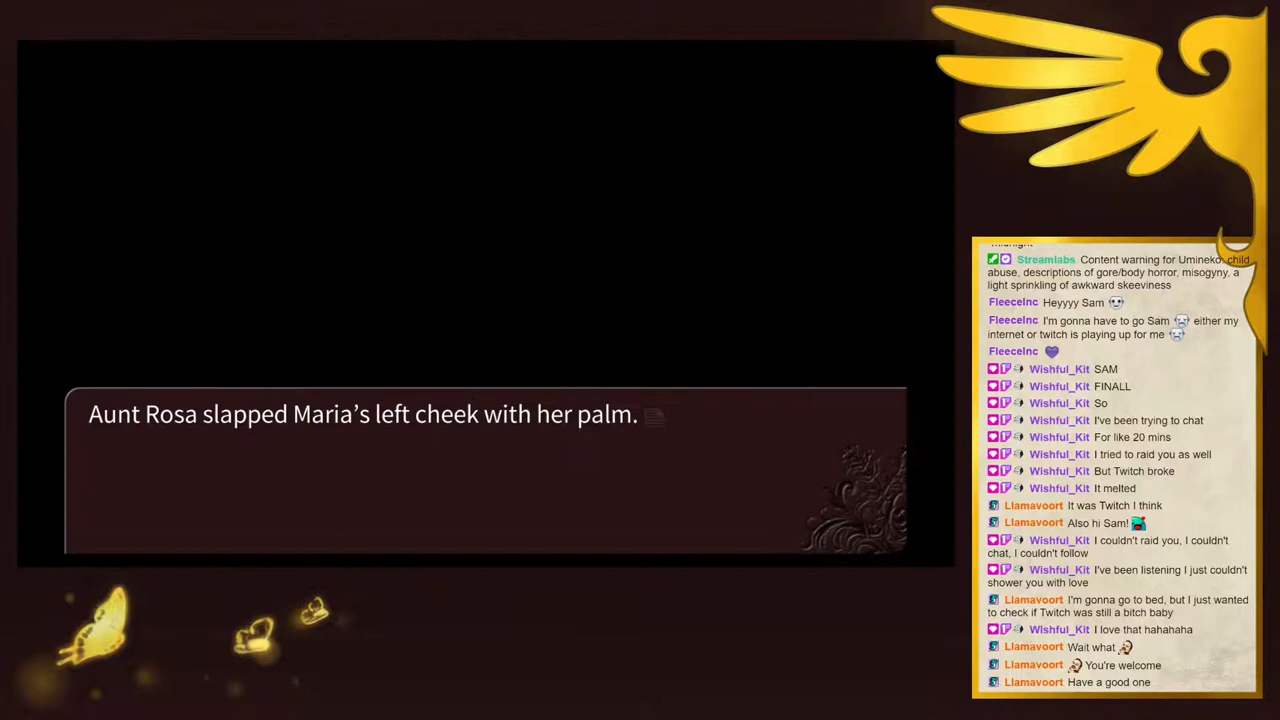 Aunt Rosa slapped Maria’s left cheek with her palm.
midnight
Streamlabs Content warning for Umineko: child
abuse, descriptions of gore/body horror, misogyny, a
light sprinkling of awkward skeeviness
FleeceInc Heyyyy Sam
FleeceInc I'm gonna have to go Sam either my
internet or twitch is playing up for me
FleeceInc
Wishful_Kit SAM
Wishful_Kit FINALL
Wishful_Kit So
Wishful_Kit I've been trying to chat
Wishful_Kit For like 20 mins
Wishful_Kit I tried to raid you as well
Wishful_Kit But Twitch broke
Wishful_Kit It melted
Llamavoort It was Twitch I think
Llamavoort Also hi Sam!
Wishful_Kit I couldn't raid you, I couldn't
chat, I couldn't follow
Wishful_Kit I've been listening I just couldn't
shower you with love
Llamavoort I'm gonna go to bed, but I just wanted
to check if Twitch was still a bitch baby
Wishful_Kit I love that hahahaha
Llamavoort Wait what
Llamavoort You're welcome
Llamavoort Have a good one